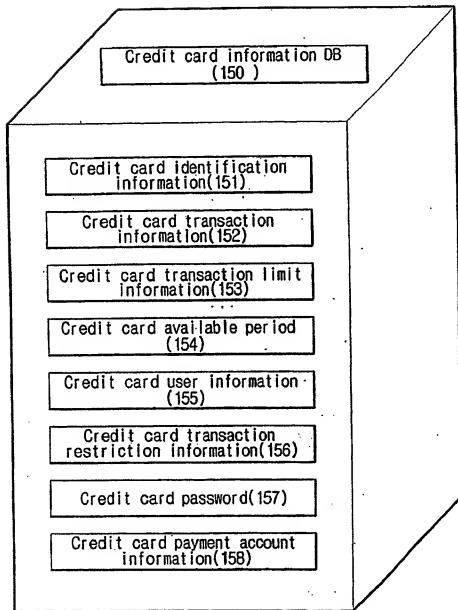 Credit card information DB
(150 )
Credit card identification
information(151)
Credit card transaction
information(152)
Credit card transaction limit
information(153)
Credit card available period
(154)
Credit card user information
(155)
Credit card transaction
restriction information(156)
Credit card password(157)
Credit card payment account
information(158)